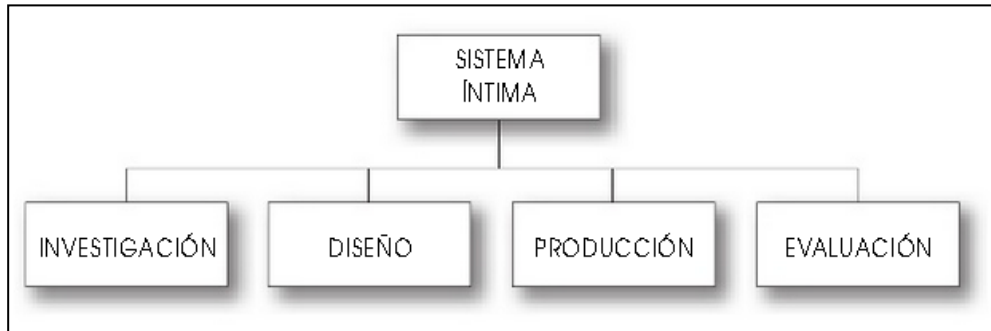 SISTEMA
ÍNTIMA
INVESTIGACIÓN
DISEÑO
PRODUCCIÓN
EVALUACIÓN